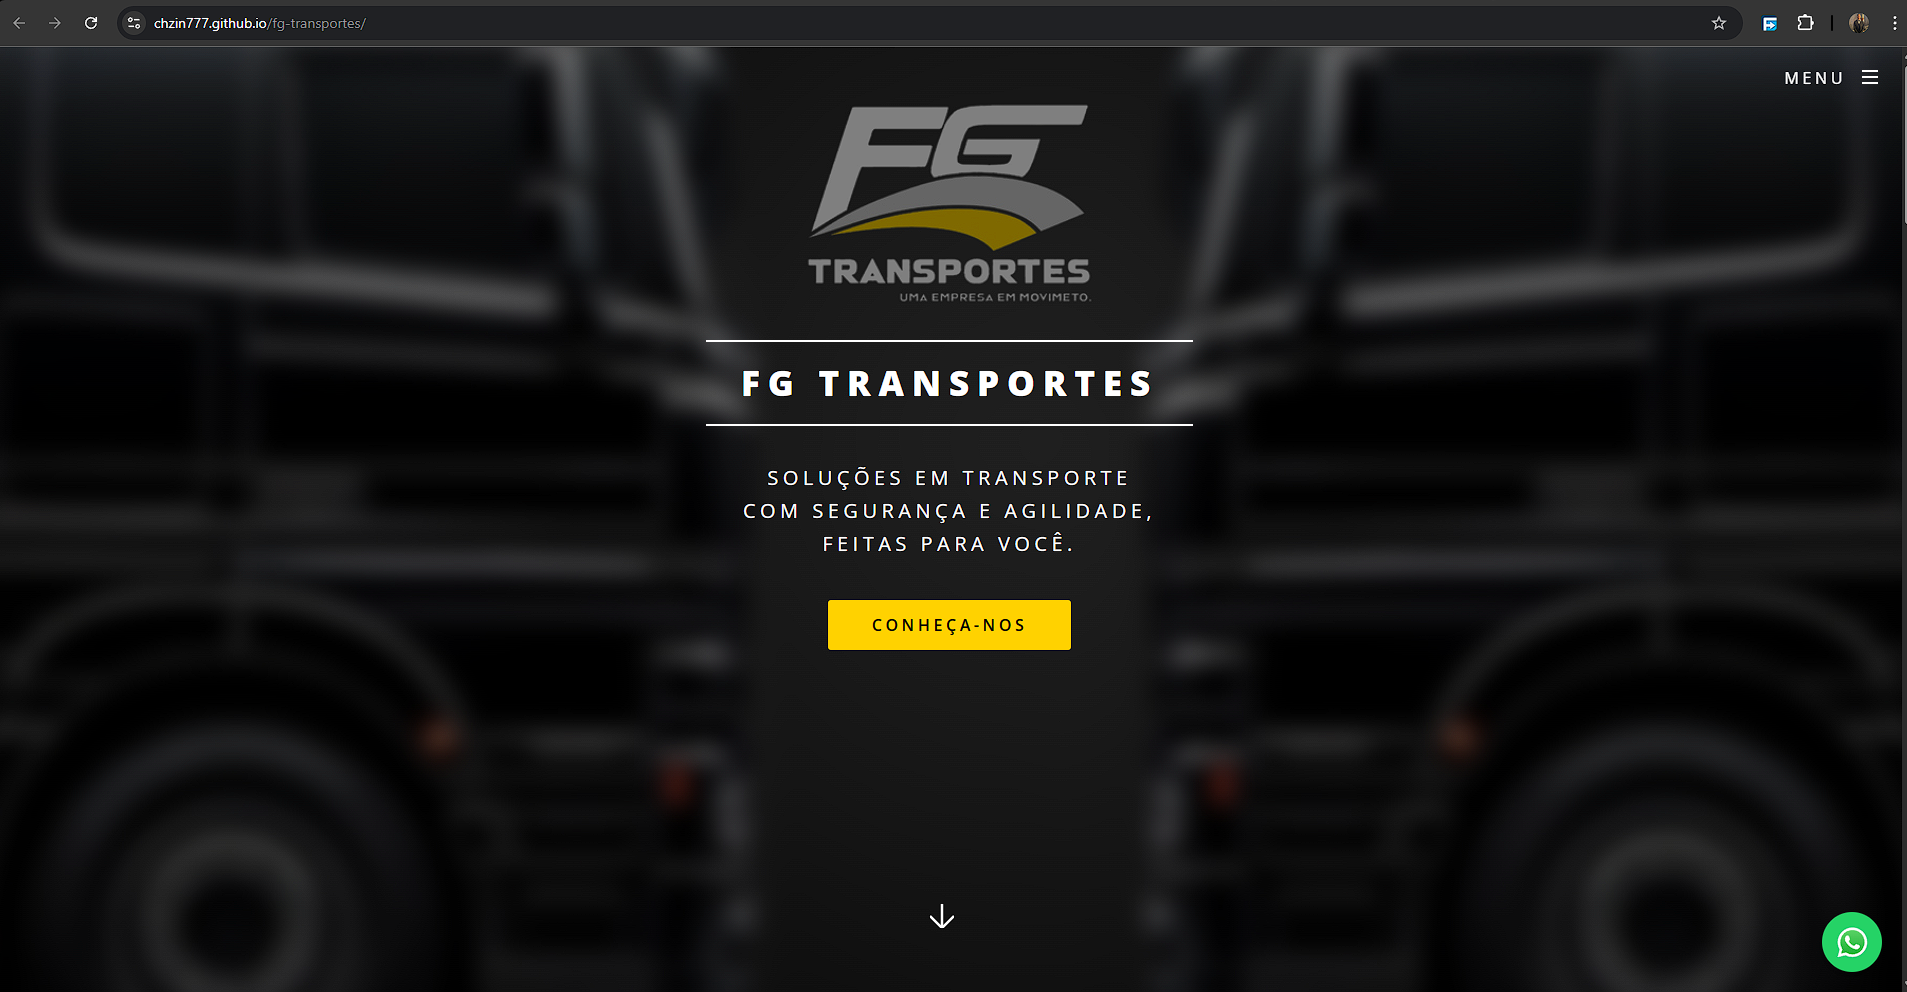 chzin777.github.io/fg-transportes/
MENU
FG
TRANSPORTES
UMA EMPRESA EM MOVIMETO.
FG TRANSPORTES
SOLUÇÕES EM TRANSPORTE
COM SEGURANÇA E AGILIDADE,
FEITAS PARA VOCÊ.
CONHEÇA-NOS